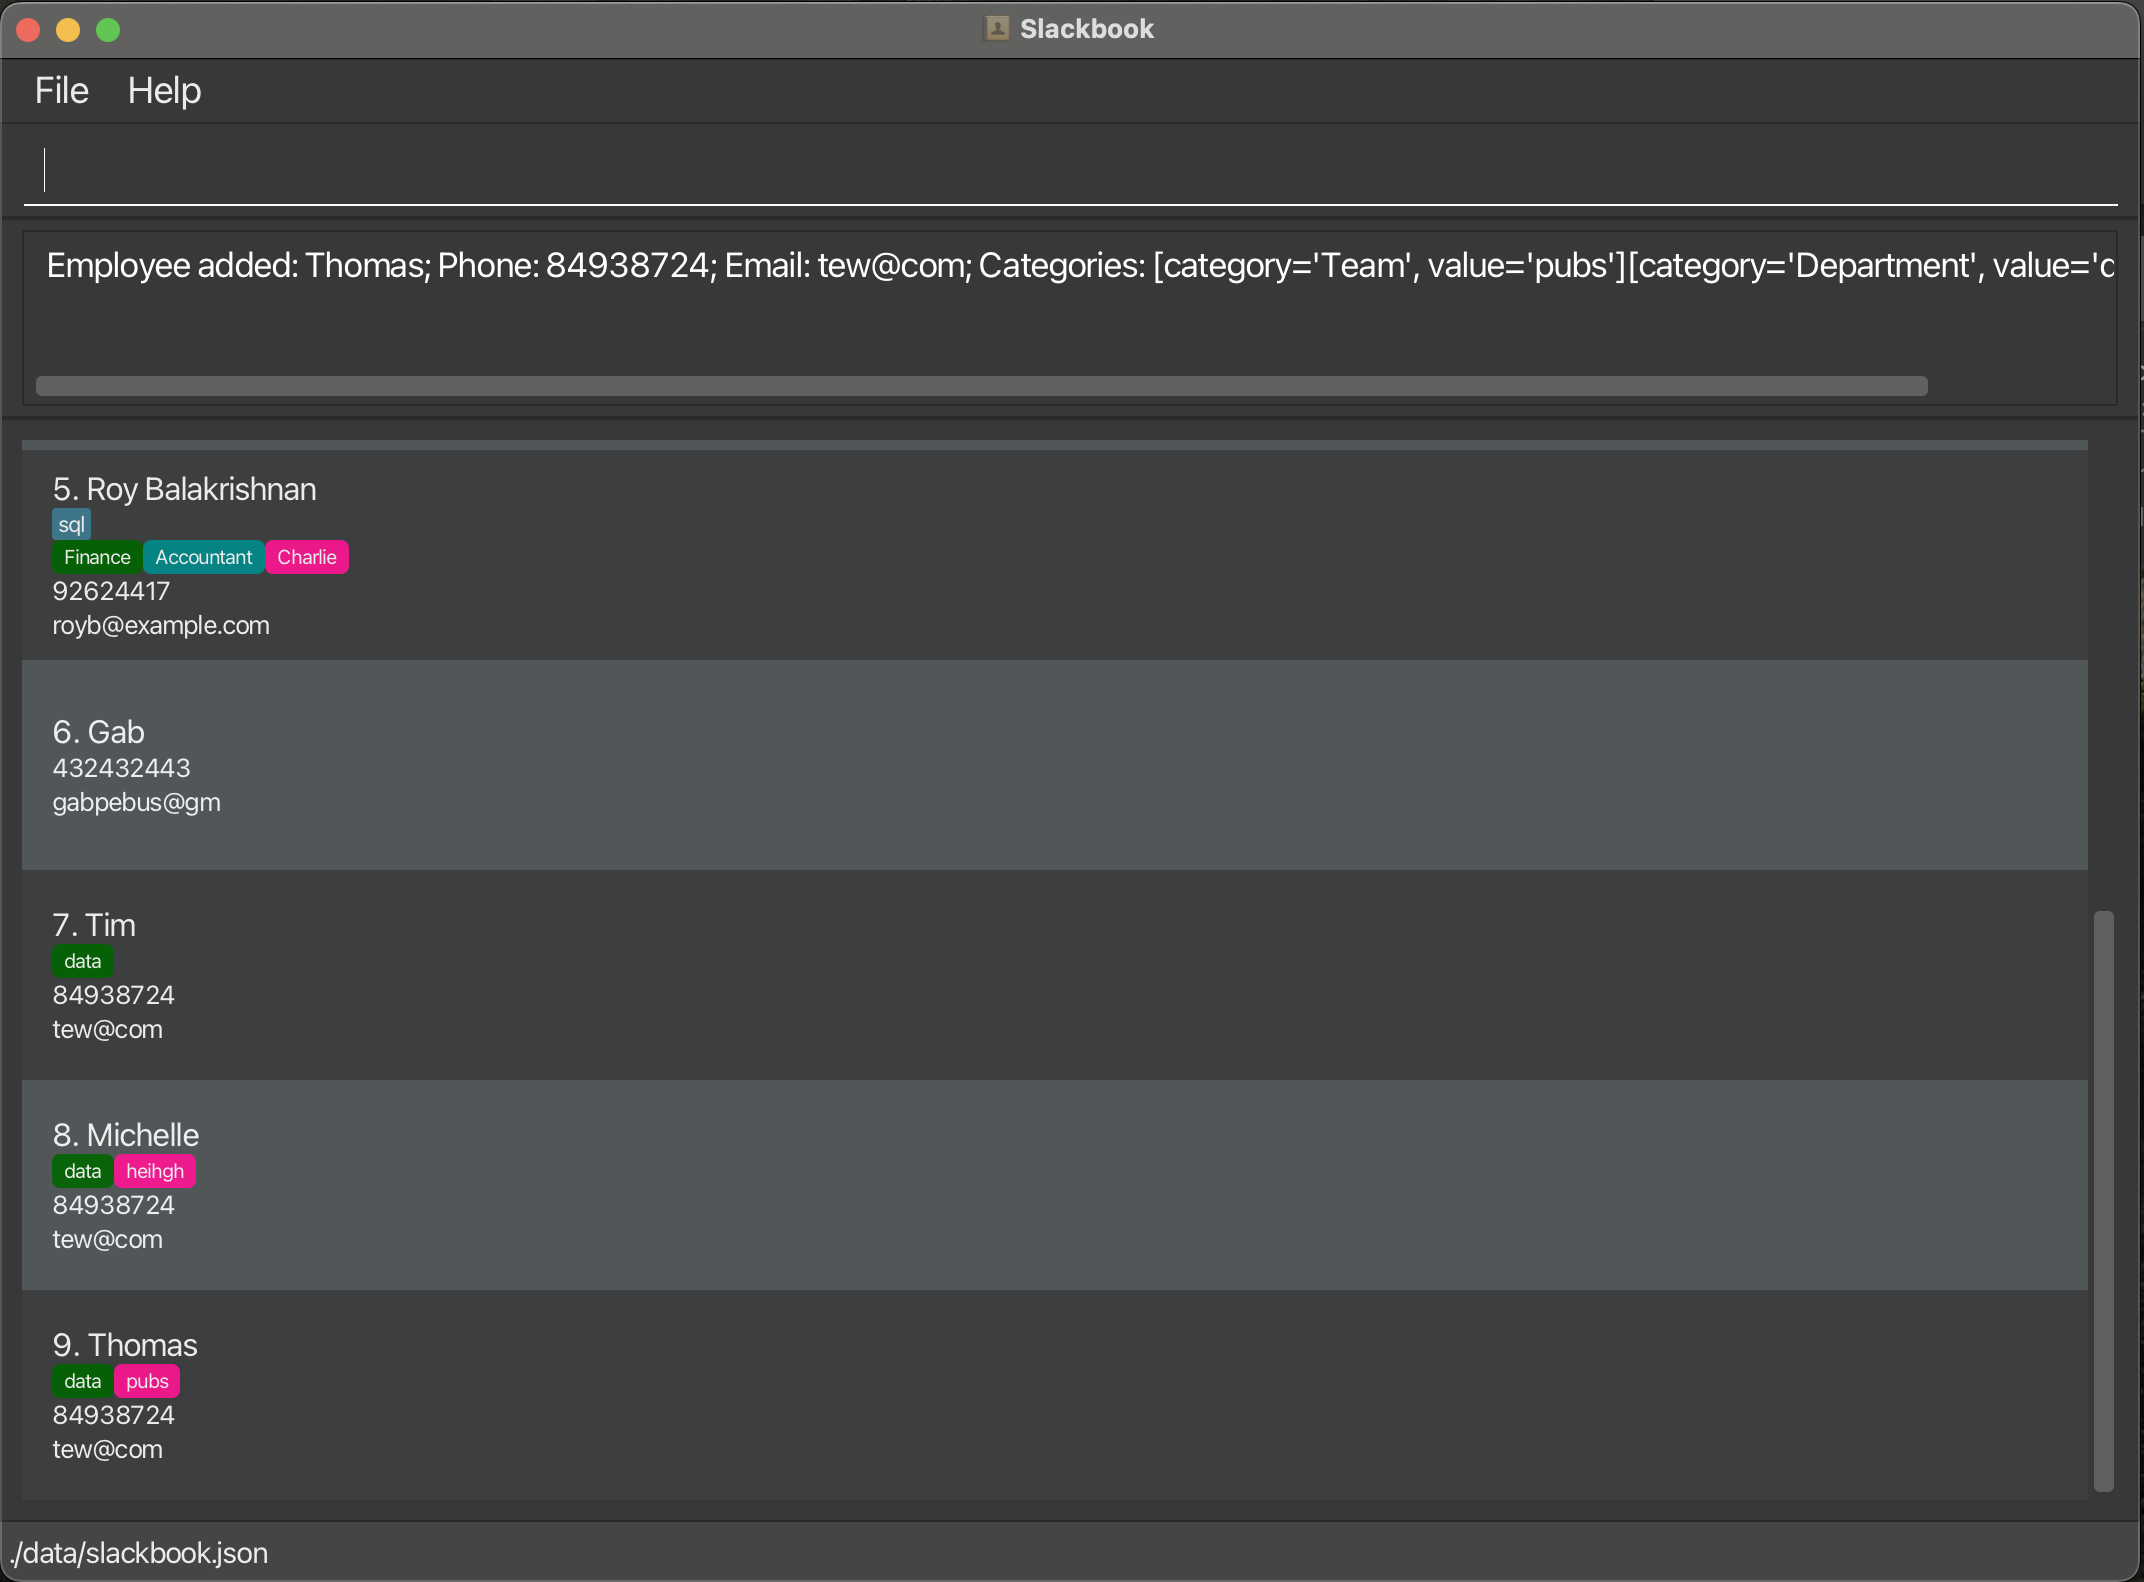 Slackbook
File Help
Employee added: Thomas; Phone: 84938724; Email: tew@com; Categories: [category='Team', value='pubs'][category='Department', value='d
5. Roy Balakrishnan
sql
Finance Accountant Charlie
92624417
royb@example.com
6. Gab
432432443
gabpebus@gm
7. Tim
data
84938724
tew@com
8. Michelle
data heihgh
84938724
tew@com
9. Thomas
data pubs
84938724
tew@com
./data/slackbook.json